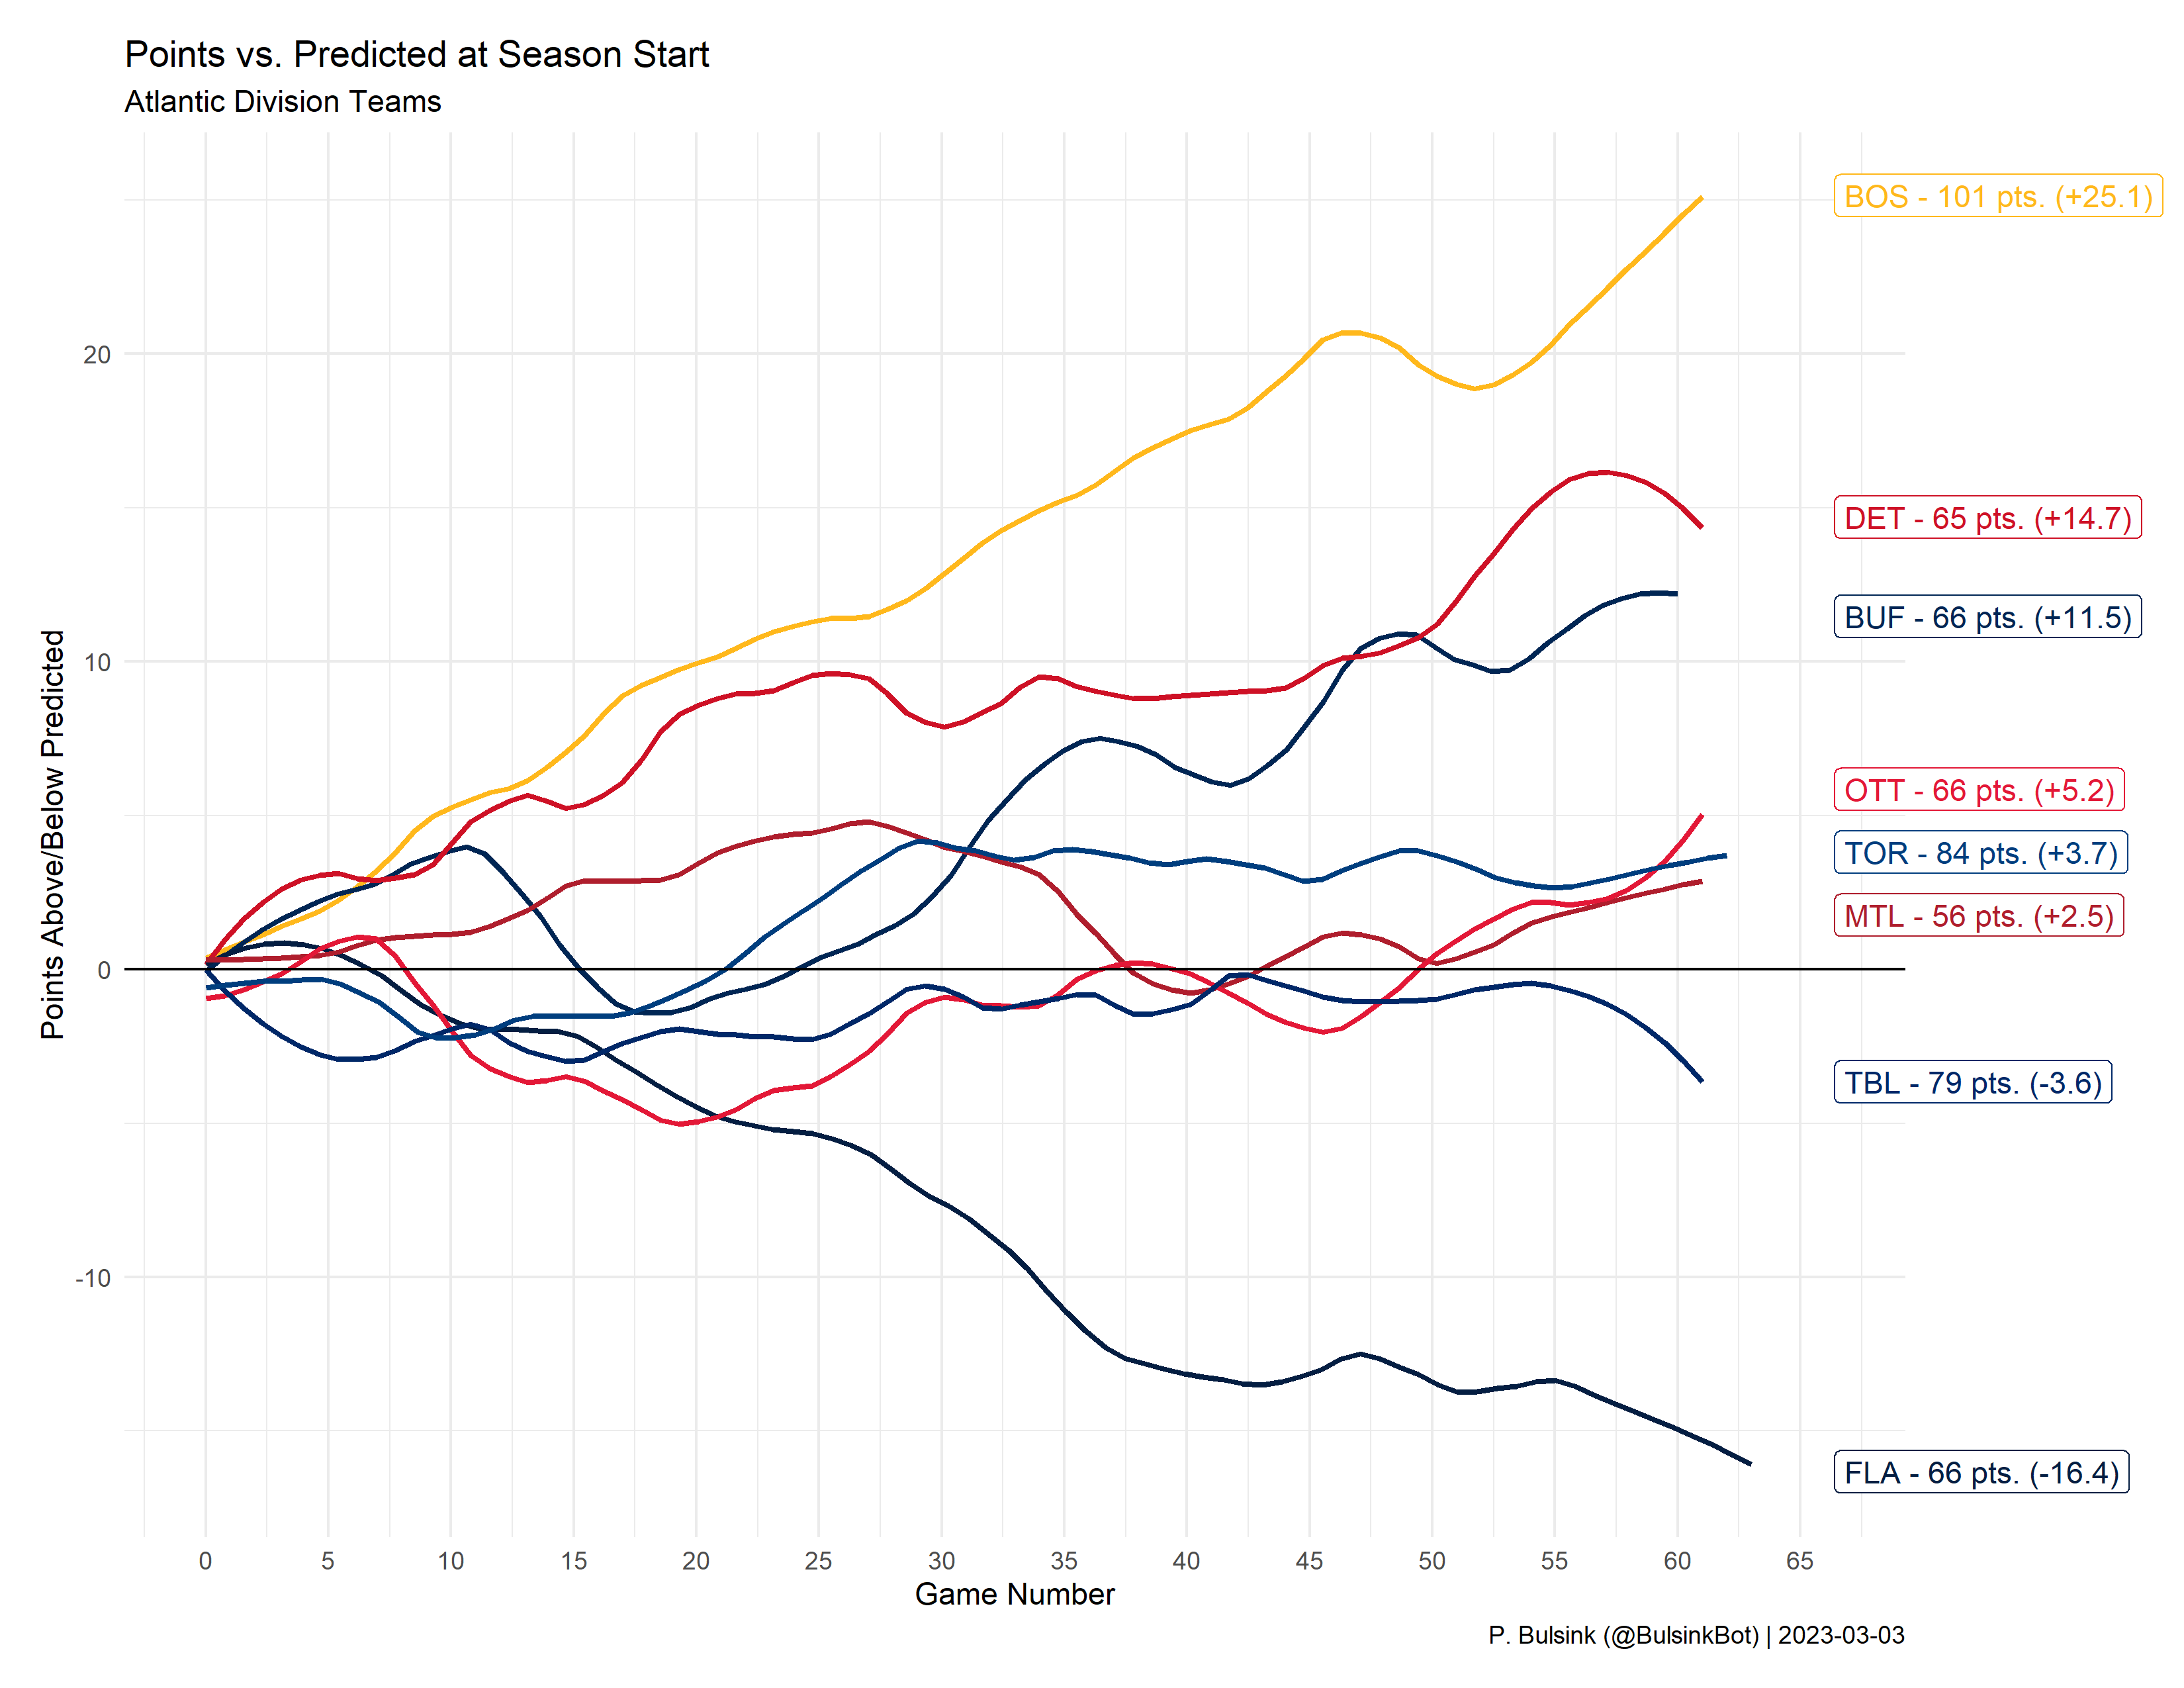 Points vs. Predicted at Season Start
Atlantic Division Teams
Points Above/Below Predicted
20
10
0
-10
BOS - 101 pts. (+25.1)
DET - 65 pts. (+14.7)
BUF - 66 pts. (+11.5)
OTT - 66 pts. (+5.2)
TOR - 84 pts. (+3.7)
MTL - 56 pts. (+2.5)
TBL - 79 pts. (-3.6)
FLA - 66 pts. (-16.4)
0 5 10 15 20 25 30 35 40 45 50 55 60 65
Game Number
P. Bulsink (@BulsinkBot) | 2023-03-03